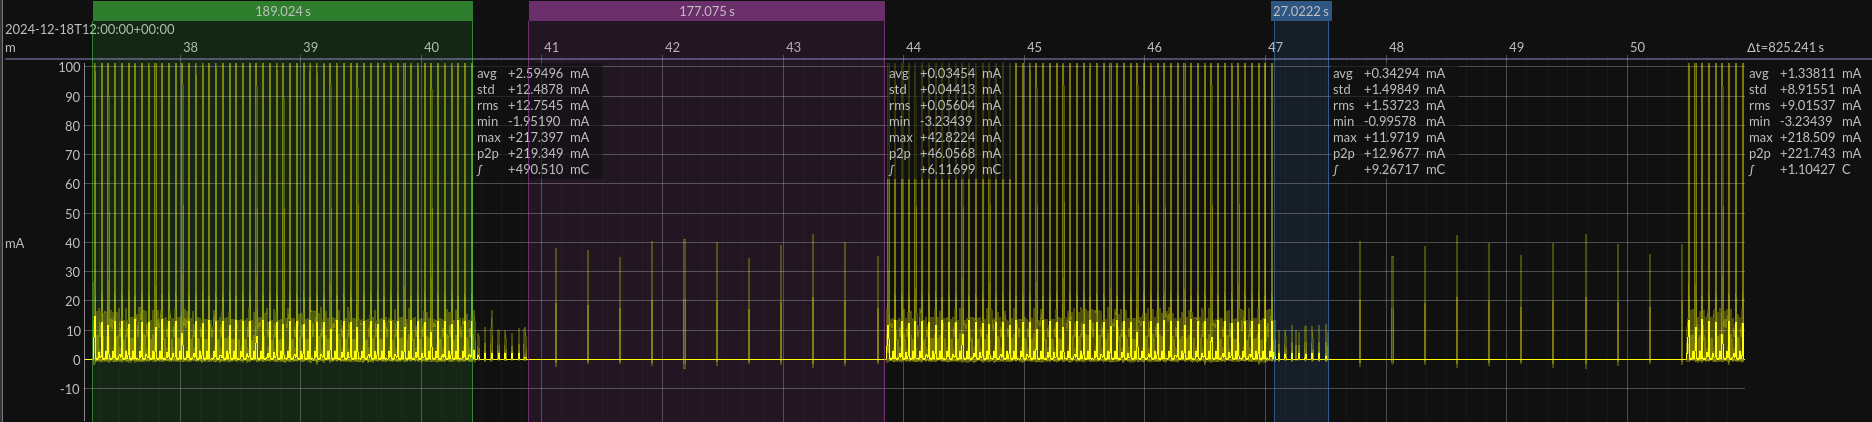 189.024 s 177.075 s 27.0222 s
2024-12-18T12:00:00+00:00
m 38 39 40 41 42 43 44 45 46 47 48 49 50 Δt=825.241 s
100
90
80
70
60
50
40
mA
30
20
10
0
-10
avg +2.59496 mA
std +12.4878 mA
rms +12.7545 mA
min -1.95190 mA
max +217.397 mA
p2p +219.349 mA
∫ +490.510 mC
avg +0.03454 mA
std +0.04413 mA
rms +0.05604 mA
min -3.23439 mA
max +42.8224 mA
p2p +46.0568 mA
∫ +6.11699 mC
avg +0.34294 mA
std +1.49849 mA
rms +1.53723 mA
min -0.99578 mA
max +11.9719 mA
p2p +12.9677 mA
∫ +9.26717 mC
avg +1.33811 mA
std +8.91551 mA
rms +9.01537 mA
min -3.23439 mA
max +218.509 mA
p2p +221.743 mA
∫ +1.10427 C